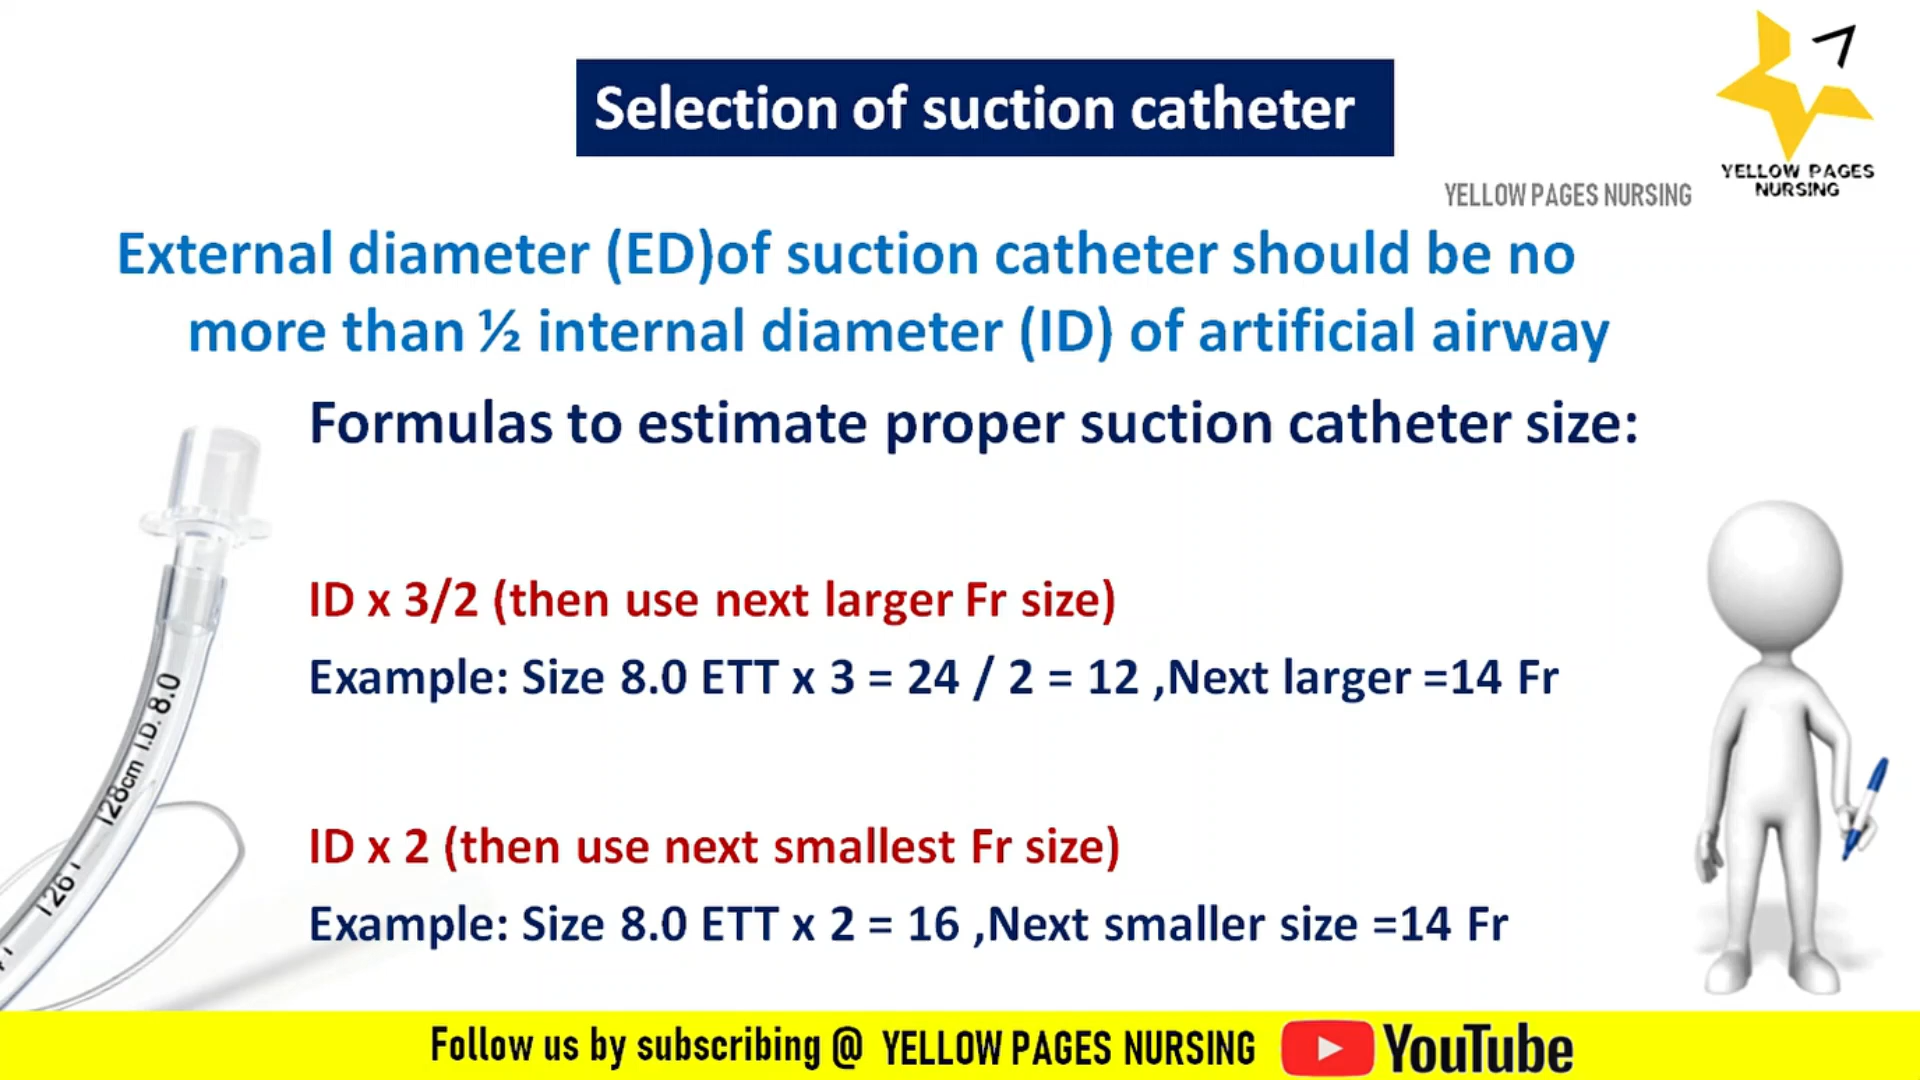 Selection of suction catheter
YELLOW PAGES
NURSING
YELLOW PAGES NURSING
External diameter (ED)of suction catheter should be no
more than ½ internal diameter (ID) of artificial airway
Formulas to estimate proper suction catheter size:
ID x 3/2 (then use next larger Fr size)
Example: Size 8.0 ETT x 3 = 24 / 2 = 12 ,Next larger =14 Fr
I.D. 8.0
28cm
26
ID x 2 (then use next smallest Fr size)
Example: Size 8.0 ETT x 2 = 16 ,Next smaller size =14 Fr
Follow us by subscribing @ YELLOW PAGES NURSING YouTube